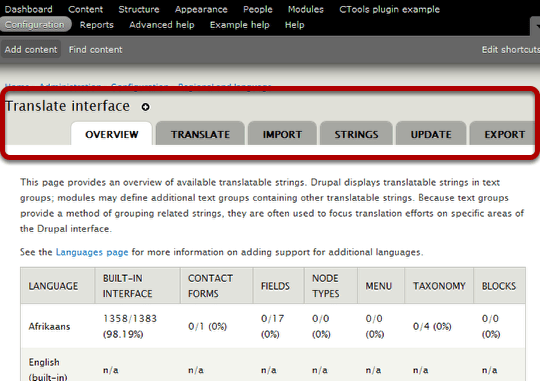 Dashboard Content Structure Appearance People Modules CTools plugin example
Configuration Reports Advanced help Example help Help
Add content Find content Edit shortcuts
Home Administration Configuration Regional and language
Translate interface
OVERVIEW TRANSLATE IMPORT STRINGS UPDATE EXPORT
This page provides an overview of available translatable strings. Drupal displays translatable strings in text
groups; modules may define additional text groups containing other translatable strings. Because text groups
provide a method of grouping related strings, they are often used to focus translation efforts on specific areas of
the Drupal interface.
See the Languages page for more information on adding support for additional languages.
LANGUAGE BUILT-IN INTERFACE CONTACT FORMS FIELDS NODE TYPES MENU TAXONOMY BLOCKS
Afrikaans 1358/1383 (98.19%) 0/1 (0%) 0/17 (0%) 0/0 (0%) 0/0 (0%) 0/4 (0%) 0/0 (0%)
English (built-in) n/a n/a n/a n/a n/a n/a n/a